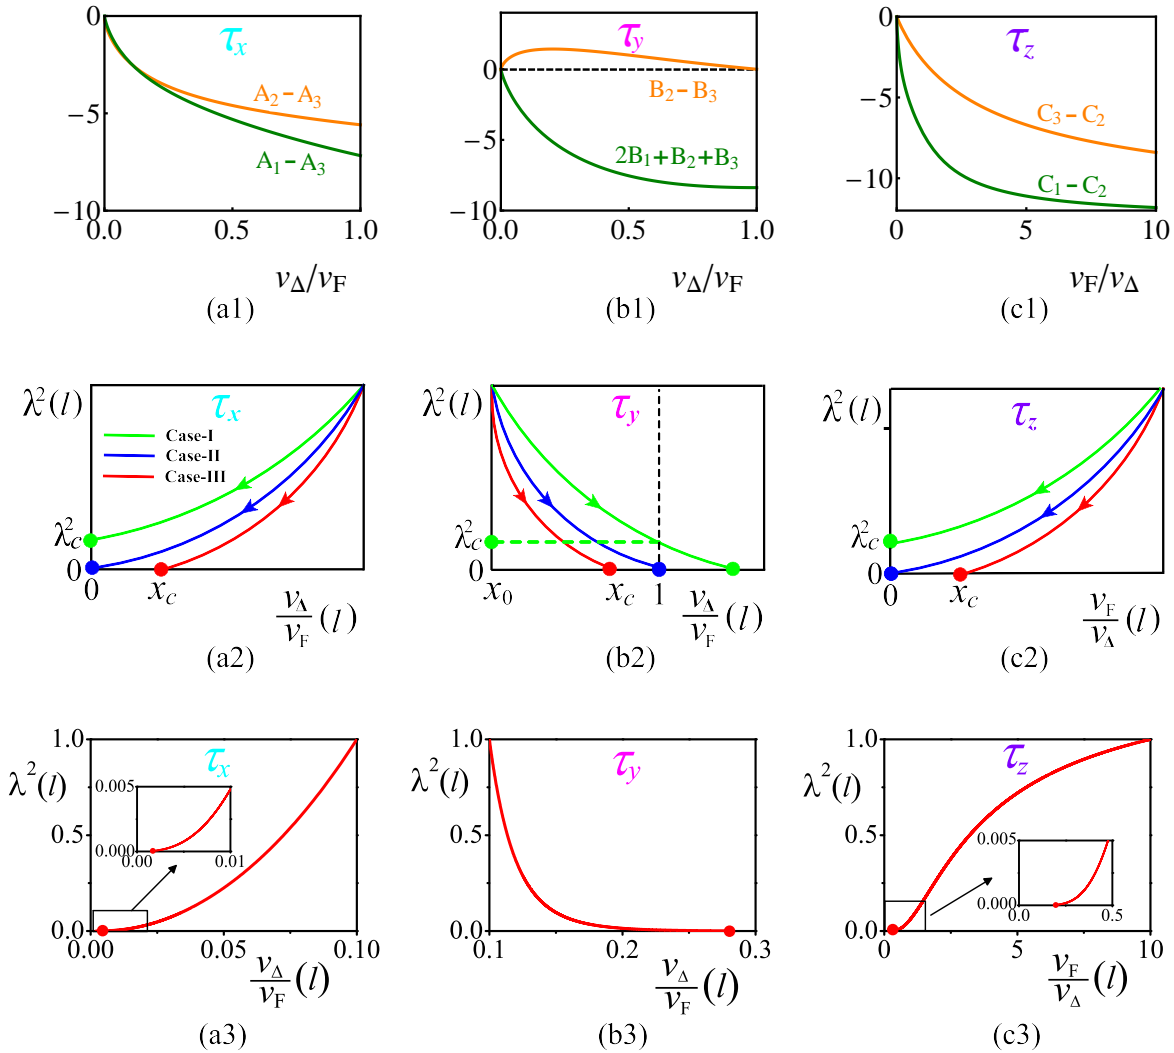 0
−5
−10
0.0
0.5
1.0
τx
A₂−A₃
A₁−A₃
vΔ/vF
(a1)
0
−5
−10
0.0
0.5
1.0
τy
B₂−B₃
2B₁+B₂+B₃
vΔ/vF
(b1)
0
−5
−10
0
5
10
τz
C₃−C₂
C₁−C₂
vF/vΔ
(c1)
λ²(l)
τx
Case-I
Case-II
Case-III
λ²c
0
0
xc
vΔ/vF (l)
(a2)
λ²(l)
τy
λ²c
0
x₀
xc
1
vΔ/vF (l)
(b2)
λ²(l)
τz
λ²c
0
0
xc
vF/vΔ (l)
(c2)
1.0
τx
λ²(l)
0.005
0.000
0.00
0.01
0.5
0.0
0.00
0.05
0.10
vΔ/vF (l)
(a3)
1.0
τy
λ²(l)
0.5
0.0
0.1
0.2
0.3
vΔ/vF (l)
(b3)
1.0
τz
λ²(l)
0.5
0.005
0.000
0.0
0.5
0.0
0
5
10
vF/vΔ (l)
(c3)